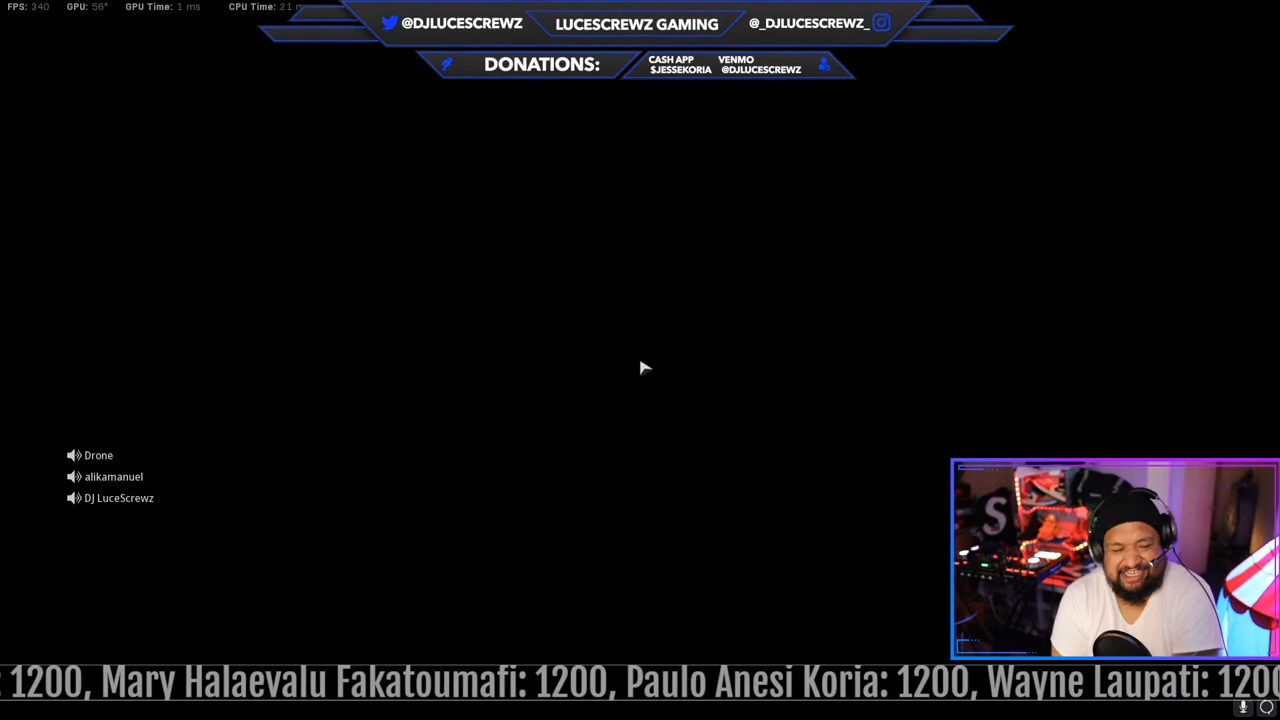 FPS: 340 GPU: 56° GPU Time: 1 ms CPU Time: 21 m
@DJLUCESCREWZ
LUCESCREWZ GAMING
@_DJLUCESCREWZ_
DONATIONS:
CASH APP
$JESSEKORIA
VENMO
@DJLUCESCREWZ
Drone
alikamanuel
DJ LuceScrewz
S
: 1200, Mary Halaevalu Fakatoumafi: 1200, Paulo Anesi Koria: 1200, Wayne Laupati: 1200